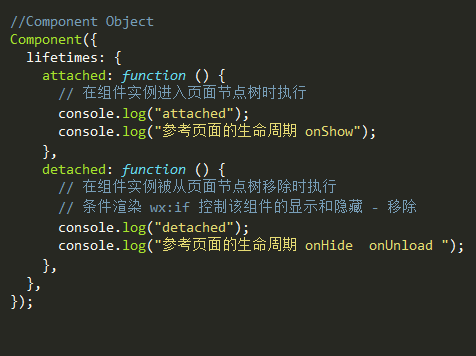 //Component Object
Component({
  lifetimes: {
    attached: function () {
      // 在组件实例进入页面节点树时执行
      console.log("attached");
      console.log("参考页面的生命周期 onShow");
    },
    detached: function () {
      // 在组件实例被从页面节点树移除时执行
      // 条件渲染 wx:if 控制该组件的显示和隐藏 - 移除
      console.log("detached");
      console.log("参考页面的生命周期 onHide  onUnload ");
    },
  },
});